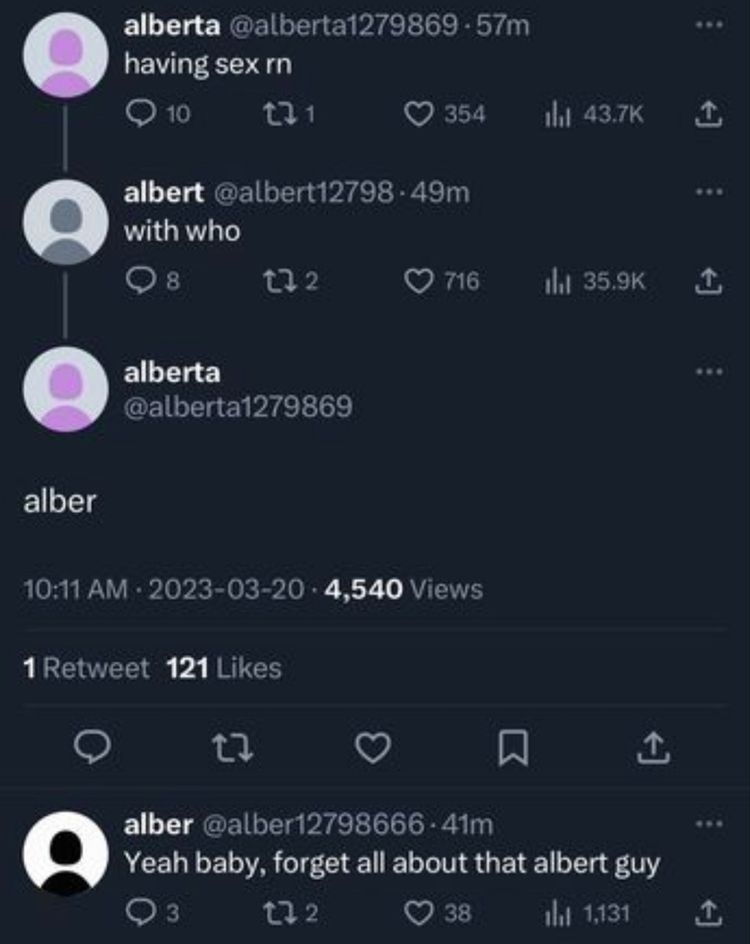 alberta @alberta1279869 · 57m
having sex rn
10 1 354 43.7K
albert @albert12798 · 49m
with who
8 2 716 35.9K
alberta
@alberta1279869
alber
10:11 AM · 2023-03-20 · 4,540 Views
1 Retweet 121 Likes
alber @alber12798666 · 41m
Yeah baby, forget all about that albert guy
3 2 38 1,131